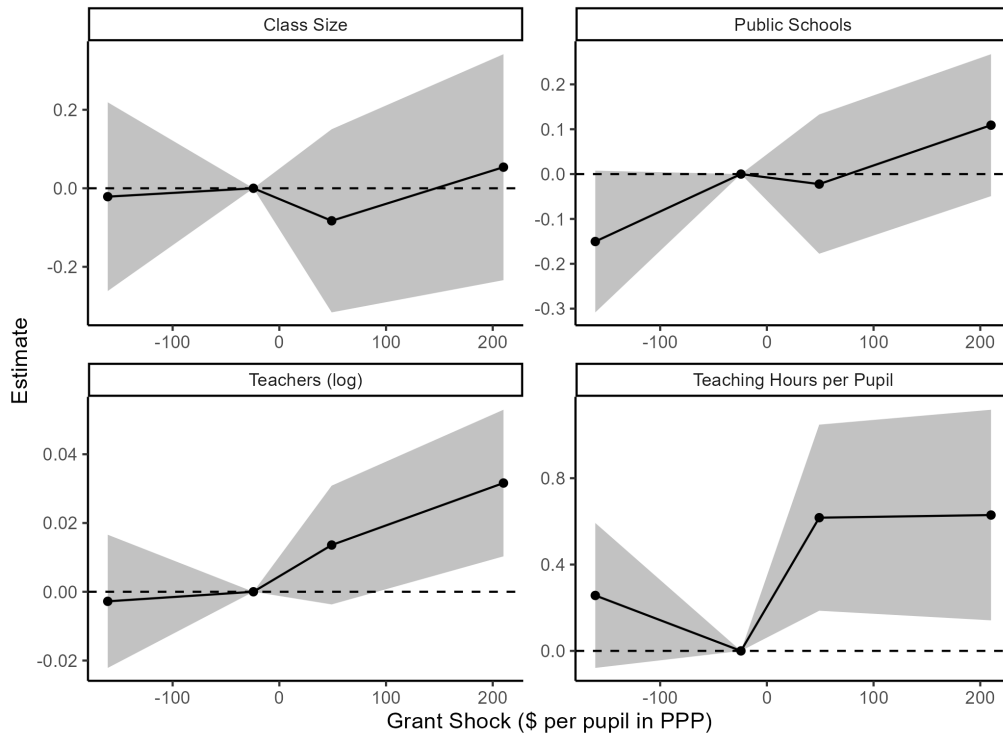 Class Size
Public Schools
0.2
0.0
-0.2
0.2
0.1
0.0
-0.1
-0.2
-0.3
-100 0 100 200
-100 0 100 200
Estimate
Teachers (log)
Teaching Hours per Pupil
0.04
0.02
0.00
-0.02
0.8
0.4
0.0
-100 0 100 200
-100 0 100 200
Grant Shock ($ per pupil in PPP)